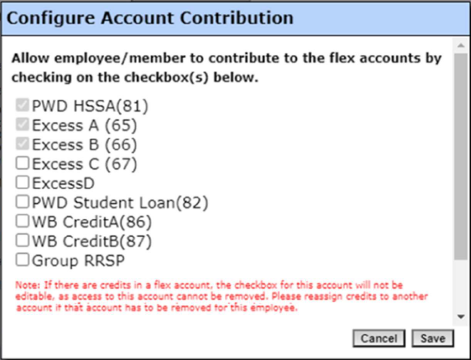 Configure Account Contribution
Allow employee/member to contribute to the flex accounts by
checking on the checkbox(s) below.
PWD HSSA(81)
Excess A (65)
Excess B (66)
Excess C (67)
ExcessD
PWD Student Loan(82)
WB CreditA(86)
WB CreditB(87)
Group RRSP
Note: If there are credits in a flex account, the checkbox for this account will not be
editable, as access to this account cannot be removed. Please reassign credits to another
account if that account has to be removed for this employee.
Cancel Save